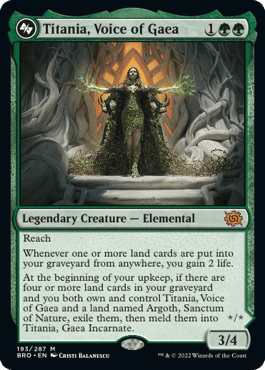 Titania, Voice of Gaea 1
Legendary Creature — Elemental
Reach
Whenever one or more land cards are put into
your graveyard from anywhere, you gain 2 life.
At the beginning of your upkeep, if there are
four or more land cards in your graveyard
and you both own and control Titania, Voice
of Gaea and a land named Argoth, Sanctum
of Nature, exile them, then meld them into
Titania, Gaea Incarnate.
*/*
3/4
193/287 M
BRO • EN CRISTI BALANESCU
™ & © 2022 Wizards of the Coast